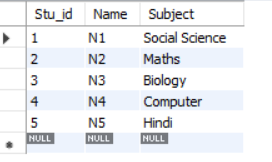 Stu_id Name Subject
1 N1 Social Science
2 N2 Maths
3 N3 Biology
4 N4 Computer
5 N5 Hindi
NULL NULL NULL